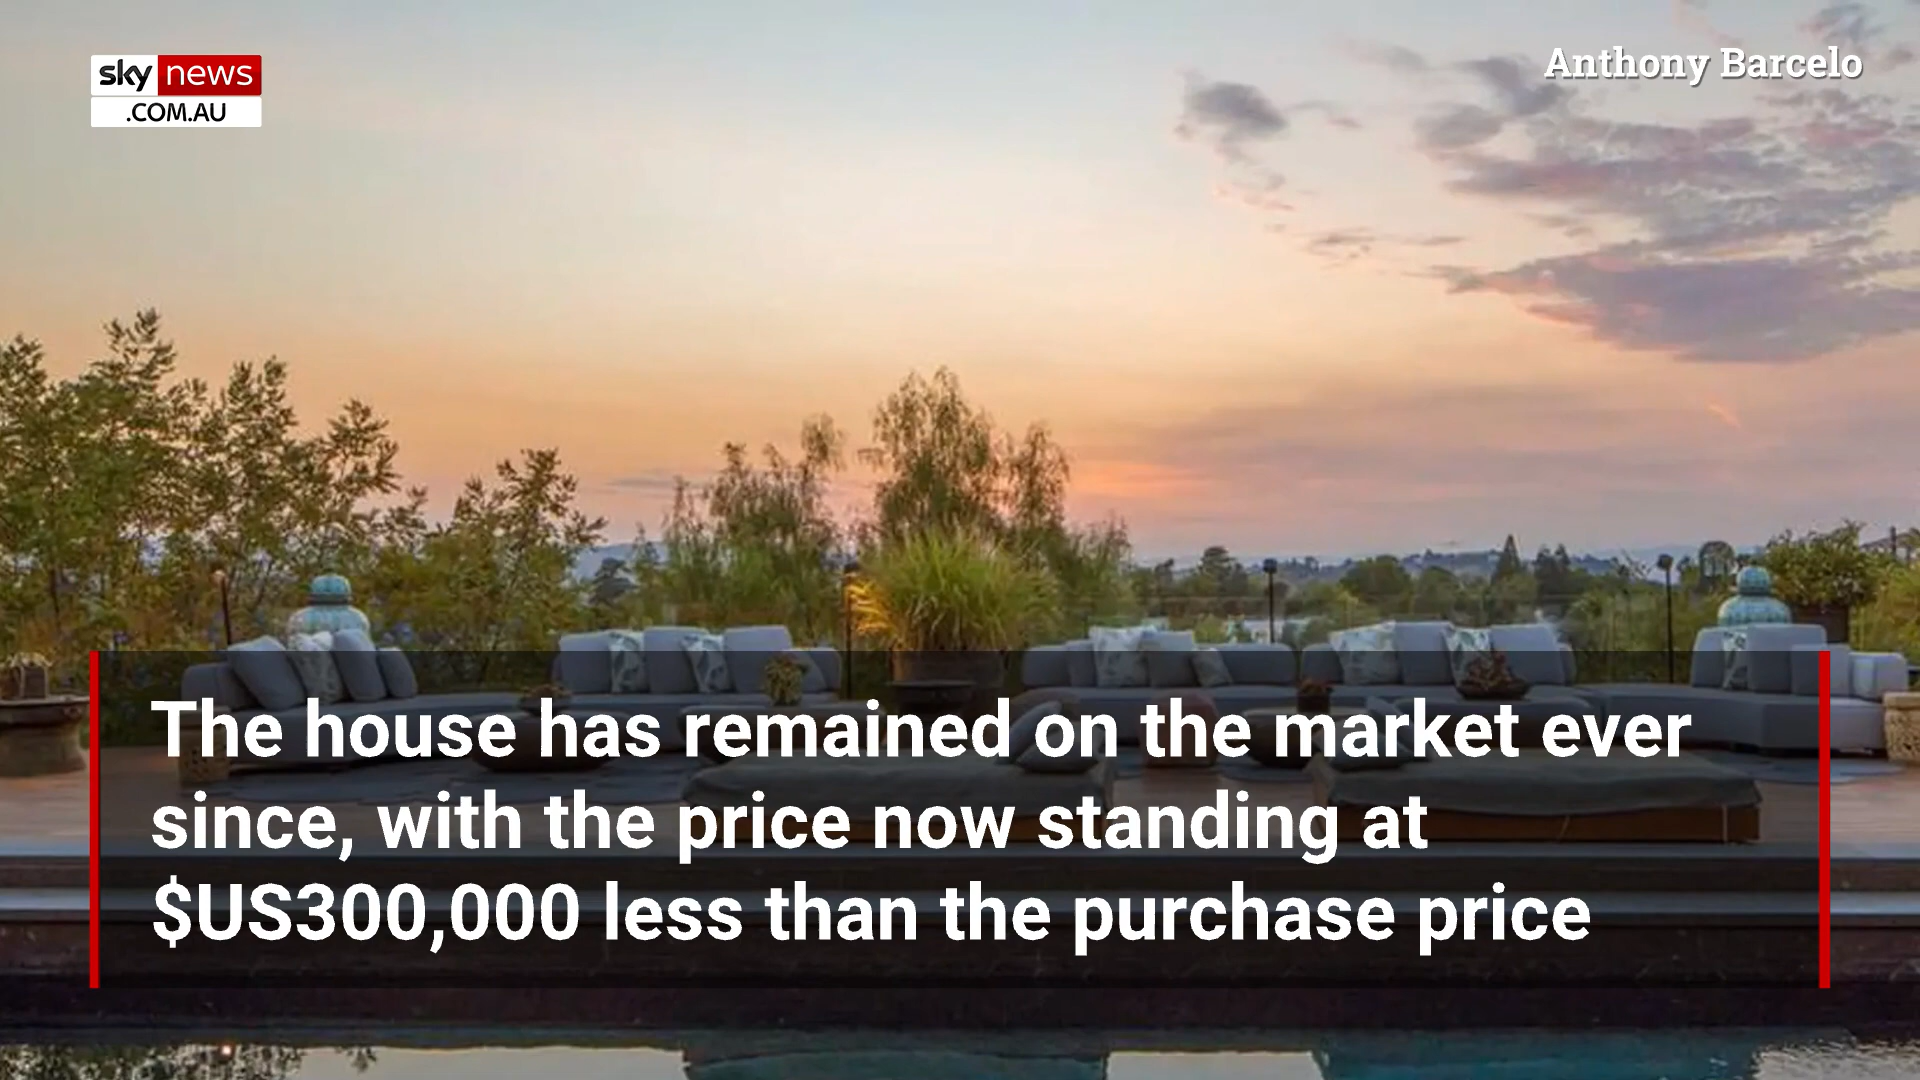 sky news
.COM.AU
Anthony Barcelo
The house has remained on the market ever
since, with the price now standing at
$US300,000 less than the purchase price